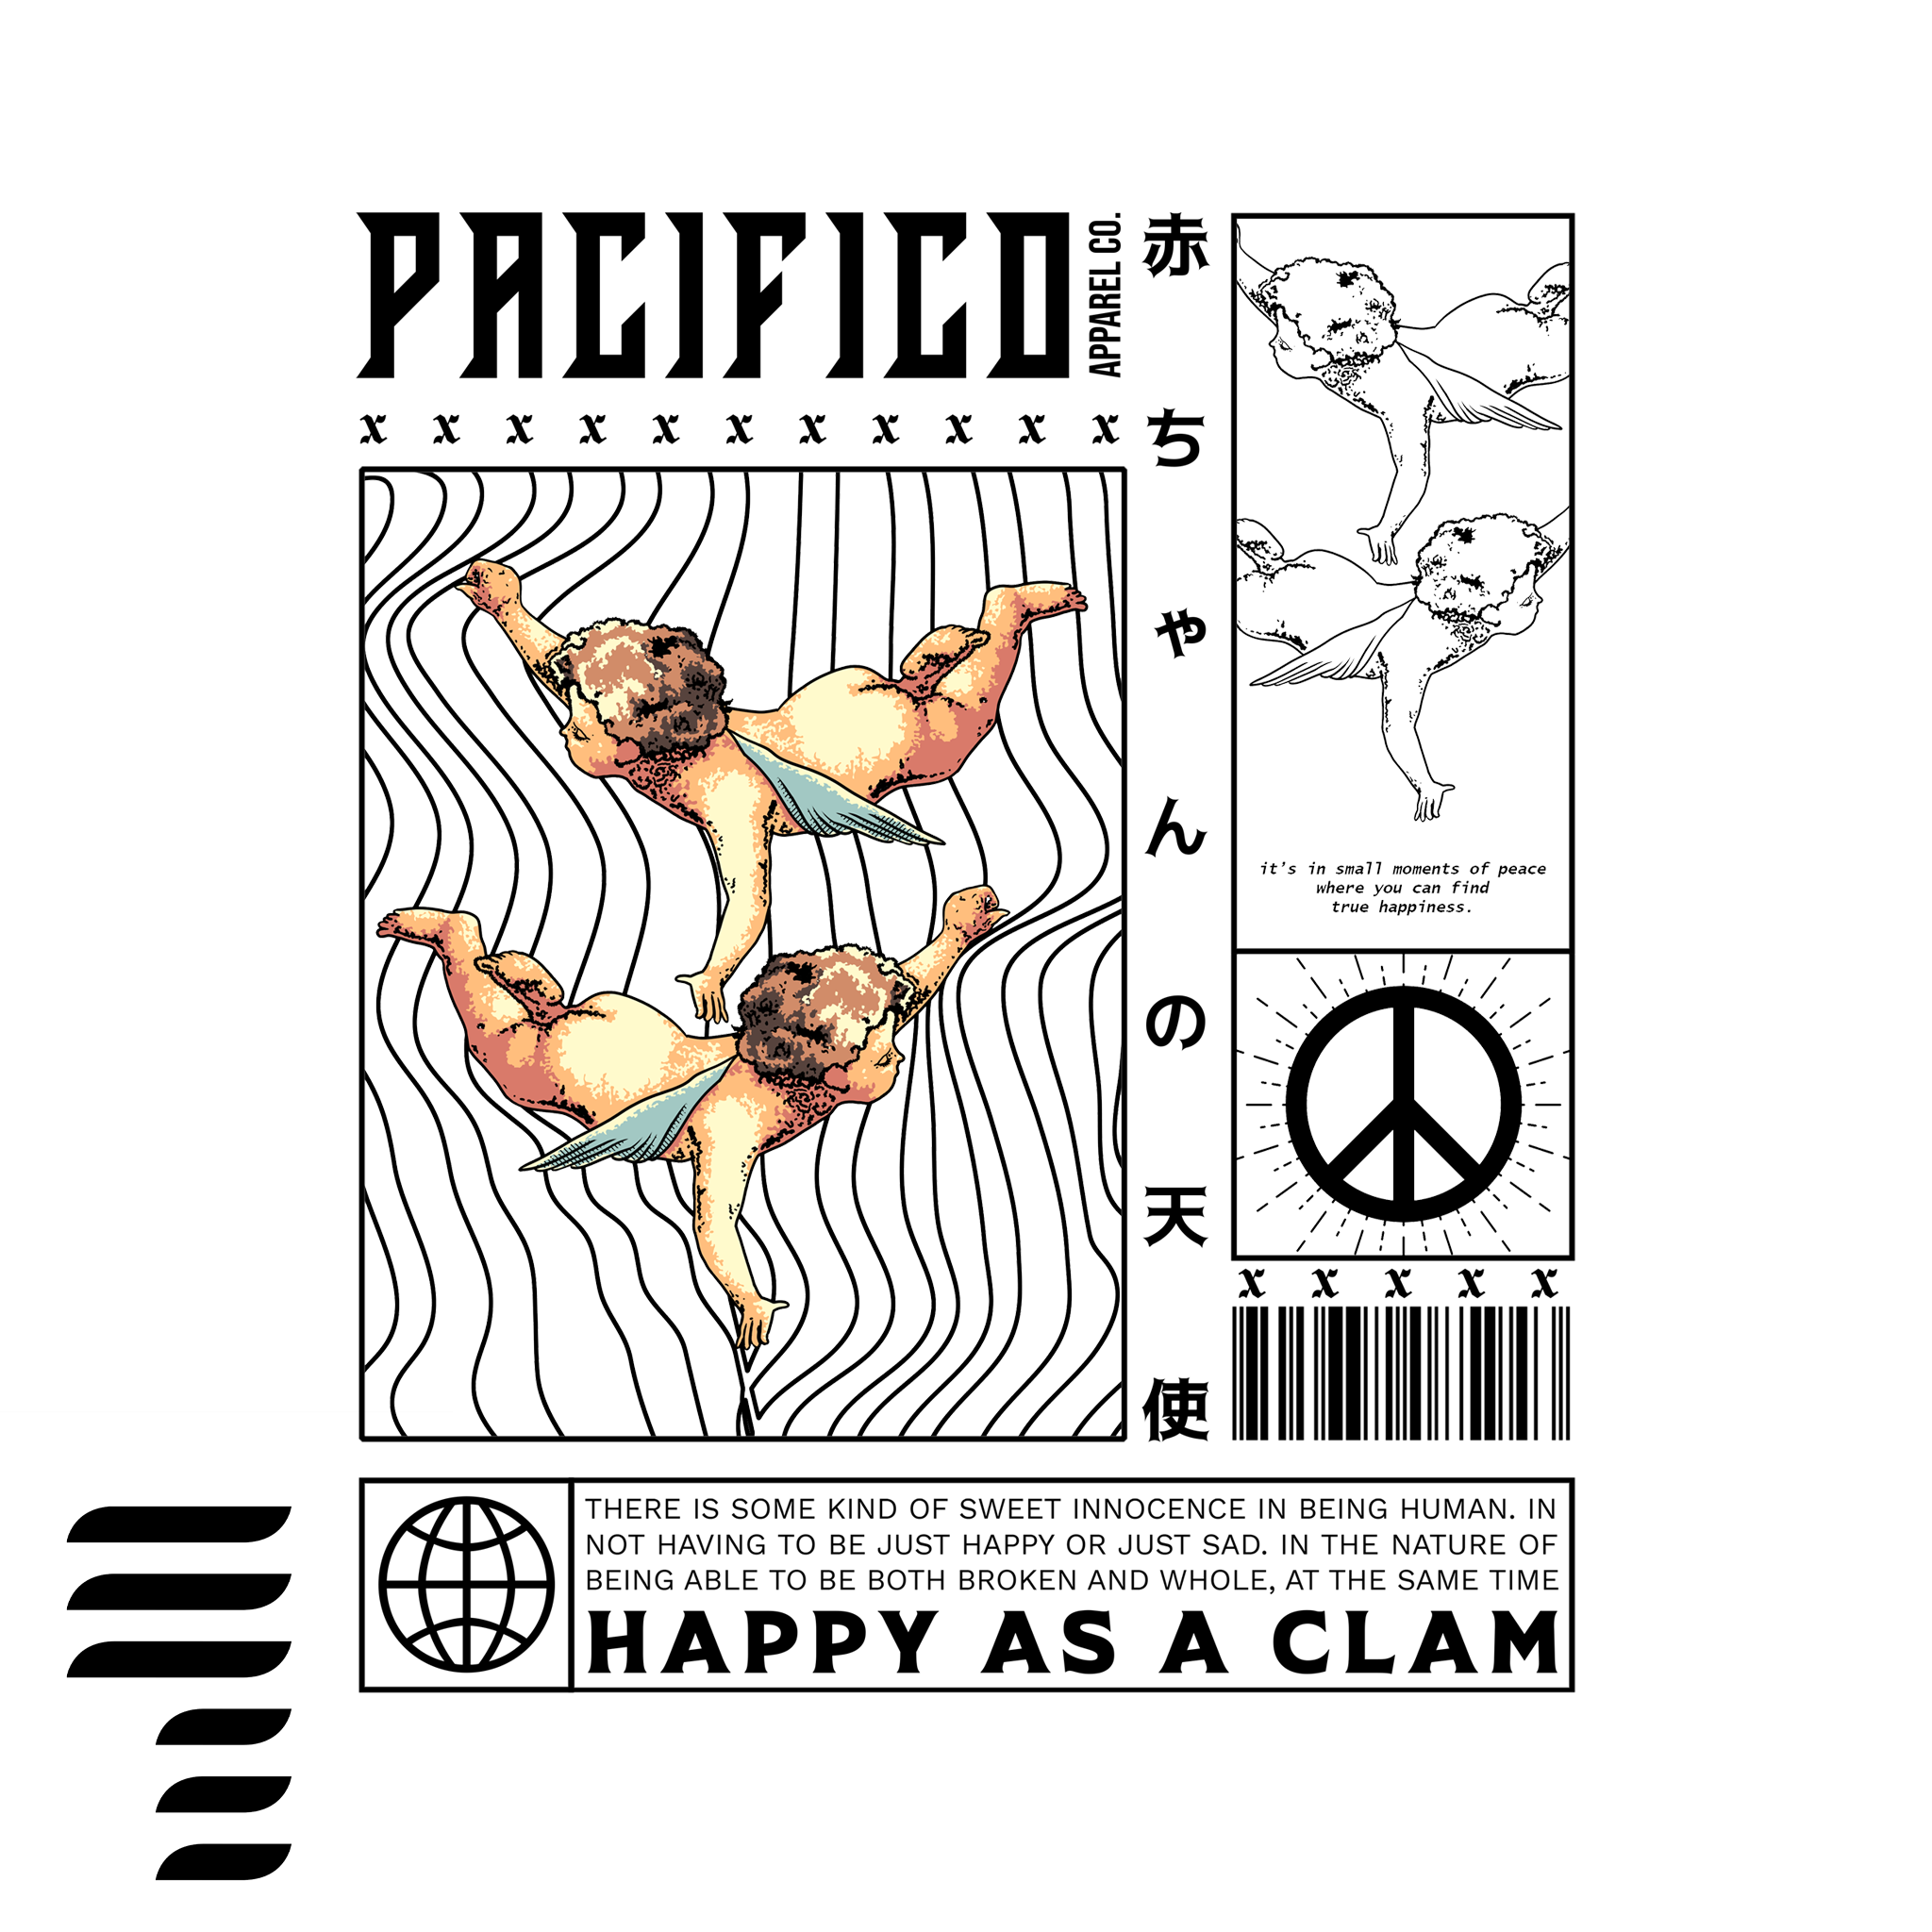 PACIFICO
APPAREL CO.
x x x x x x x x x x x
赤ちゃんの天使
it's in small moments of peace
where you can find
true happiness.
x x x x x
THERE IS SOME KIND OF SWEET INNOCENCE IN BEING HUMAN. IN
NOT HAVING TO BE JUST HAPPY OR JUST SAD. IN THE NATURE OF
BEING ABLE TO BE BOTH BROKEN AND WHOLE, AT THE SAME TIME
HAPPY AS A CLAM